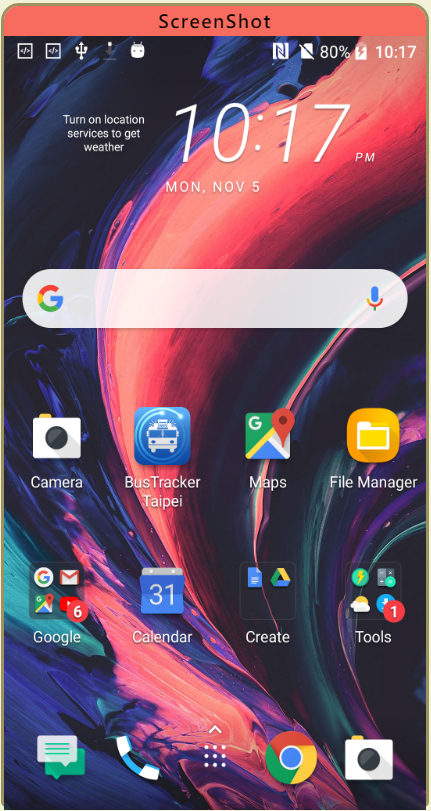 ScreenShot
80% 10:17
Turn on location
services to get
weather
10:17 PM
MON, NOV 5
G
Camera
BusTracker
Taipei
Maps
File Manager
6
31
1
Google
Calendar
Create
Tools